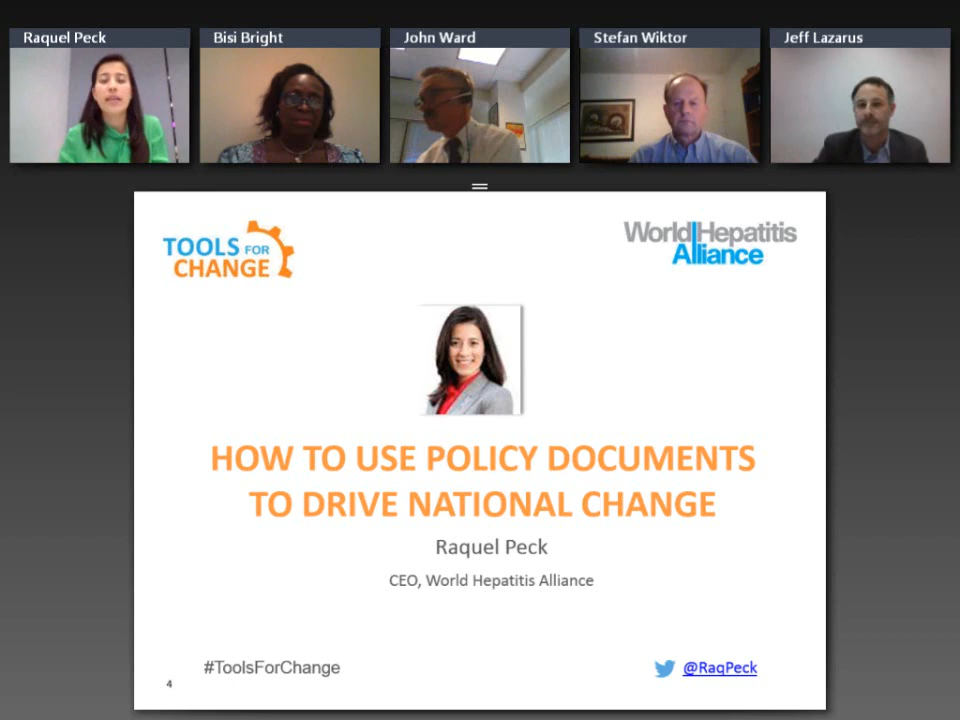 Raquel Peck
Bisi Bright
John Ward
Stefan Wiktor
Jeff Lazarus
TOOLS FOR
CHANGE
World Hepatitis
Alliance
HOW TO USE POLICY DOCUMENTS
TO DRIVE NATIONAL CHANGE
Raquel Peck
CEO, World Hepatitis Alliance
#ToolsForChange
@RaqPeck
4